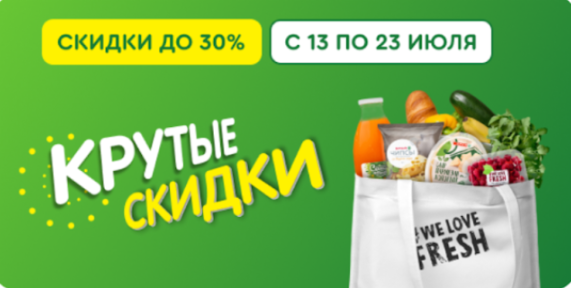 СКИДКИ ДО 30%
С 13 ПО 23 ИЮЛЯ
КРУТЫЕ
СКИДКИ
#WE LOVE
FRESH